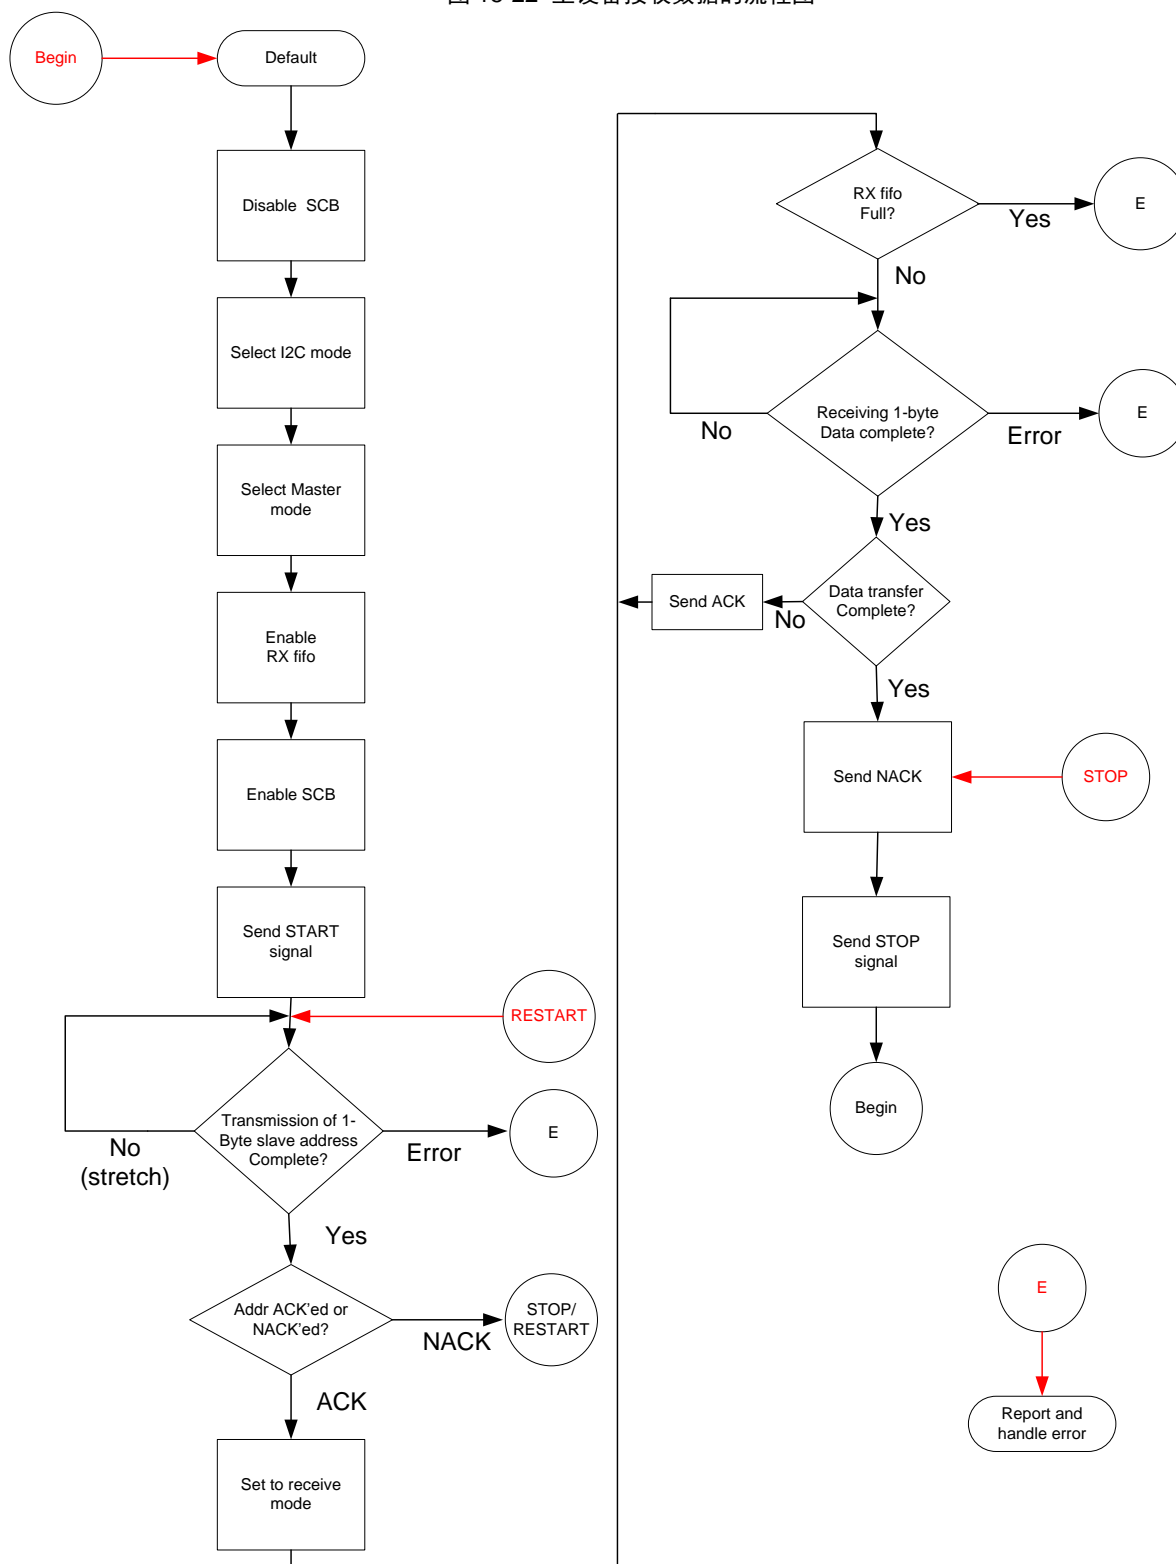 Begin
Default
Disable SCB
Select I2C mode
Select Master
mode
Enable
RX fifo
Enable SCB
Send START
signal
RESTART
Transmission of 1-
Byte slave address
Complete?
No
(stretch)
Error
E
Yes
Addr ACK'ed or
NACK'ed?
NACK
STOP/
RESTART
ACK
Set to receive
mode
RX fifo
Full?
Yes
E
No
Receiving 1-byte
Data complete?
No
Error
E
Yes
Data transfer
Complete?
No
Send ACK
Yes
Send NACK
STOP
Send STOP
signal
Begin
E
Report and
handle error